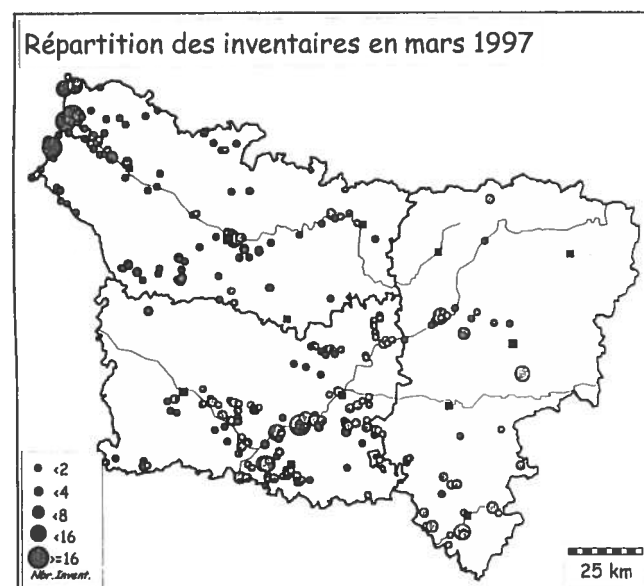 Répartition des inventaires en mars 1997
<2
<4
<8
<16
>=16
Nbr.Invent.
25 km